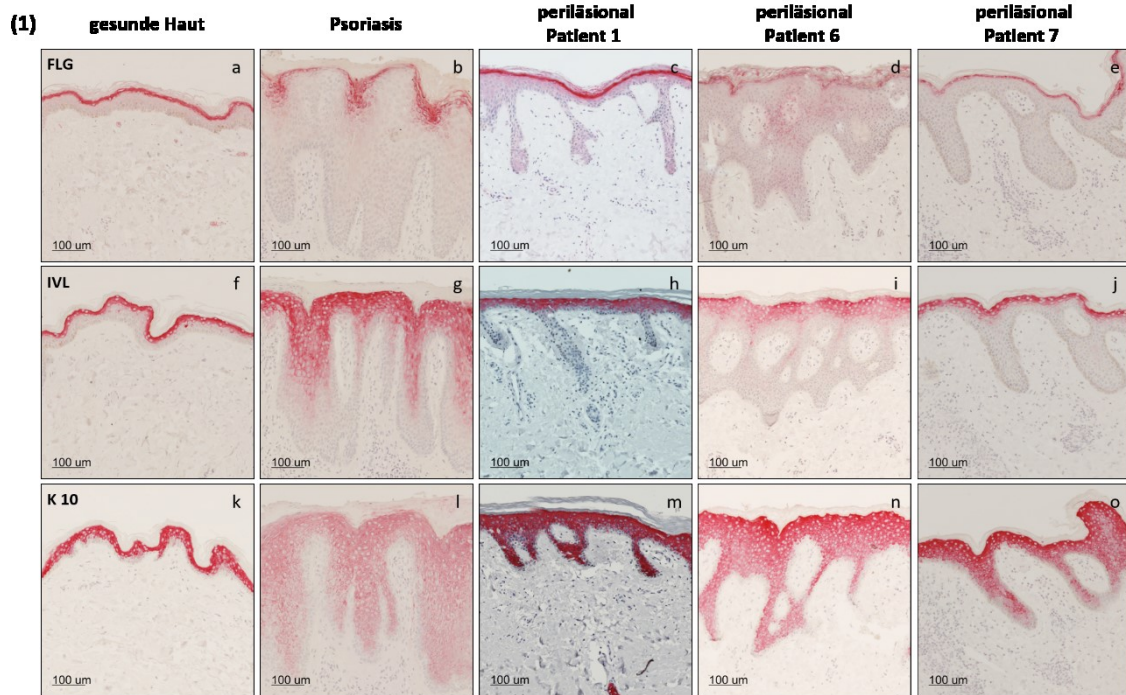 (1)
gesunde Haut
Psoriasis
periläsional
Patient 1
periläsional
Patient 6
periläsional
Patient 7
FLG
a
b
c
d
e
100 um
100 um
100 um
100 um
100 um
IVL
f
g
h
i
j
100 um
100 um
100 um
100 um
100 um
K 10
k
l
m
n
o
100 um
100 um
100 um
100 um
100 um